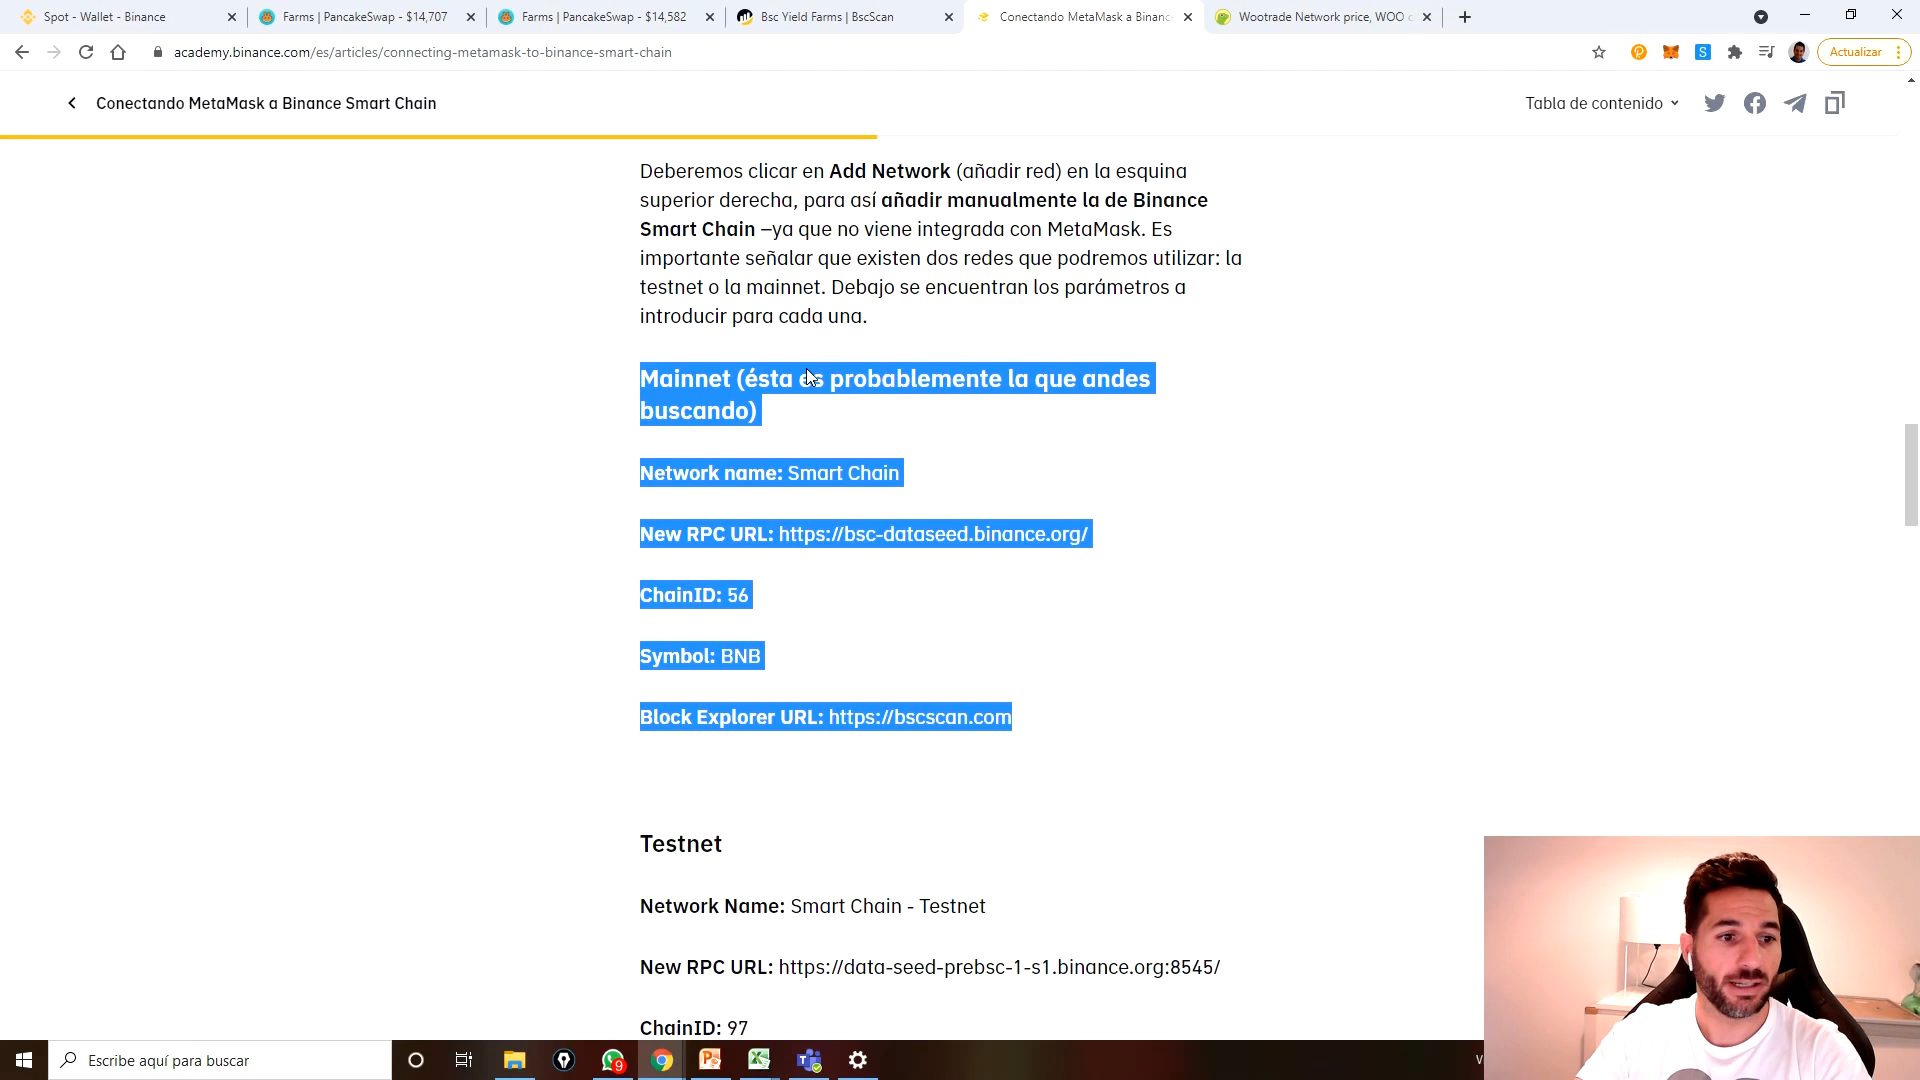 Spot - Wallet - Binance
Farms | PancakeSwap - $14,707
Farms | PancakeSwap - $14,582
Bsc Yield Farms | BscScan
Conectando MetaMask a Binance
Wootrade Network price, WOO
academy.binance.com/es/articles/connecting-metamask-to-binance-smart-chain
S
Actualizar
Conectando MetaMask a Binance Smart Chain
Tabla de contenido
Deberemos clicar en Add Network (añadir red) en la esquina
superior derecha, para así añadir manualmente la de Binance
Smart Chain –ya que no viene integrada con MetaMask. Es
importante señalar que existen dos redes que podremos utilizar: la
testnet o la mainnet. Debajo se encuentran los parámetros a
introducir para cada una.
Mainnet (ésta es probablemente la que andes
buscando)
Network name: Smart Chain
New RPC URL: https://bsc-dataseed.binance.org/
ChainID: 56
Symbol: BNB
Block Explorer URL: https://bscscan.com
Testnet
Network Name: Smart Chain - Testnet
New RPC URL: https://data-seed-prebsc-1-s1.binance.org:8545/
ChainID: 97
Escribe aquí para buscar
9